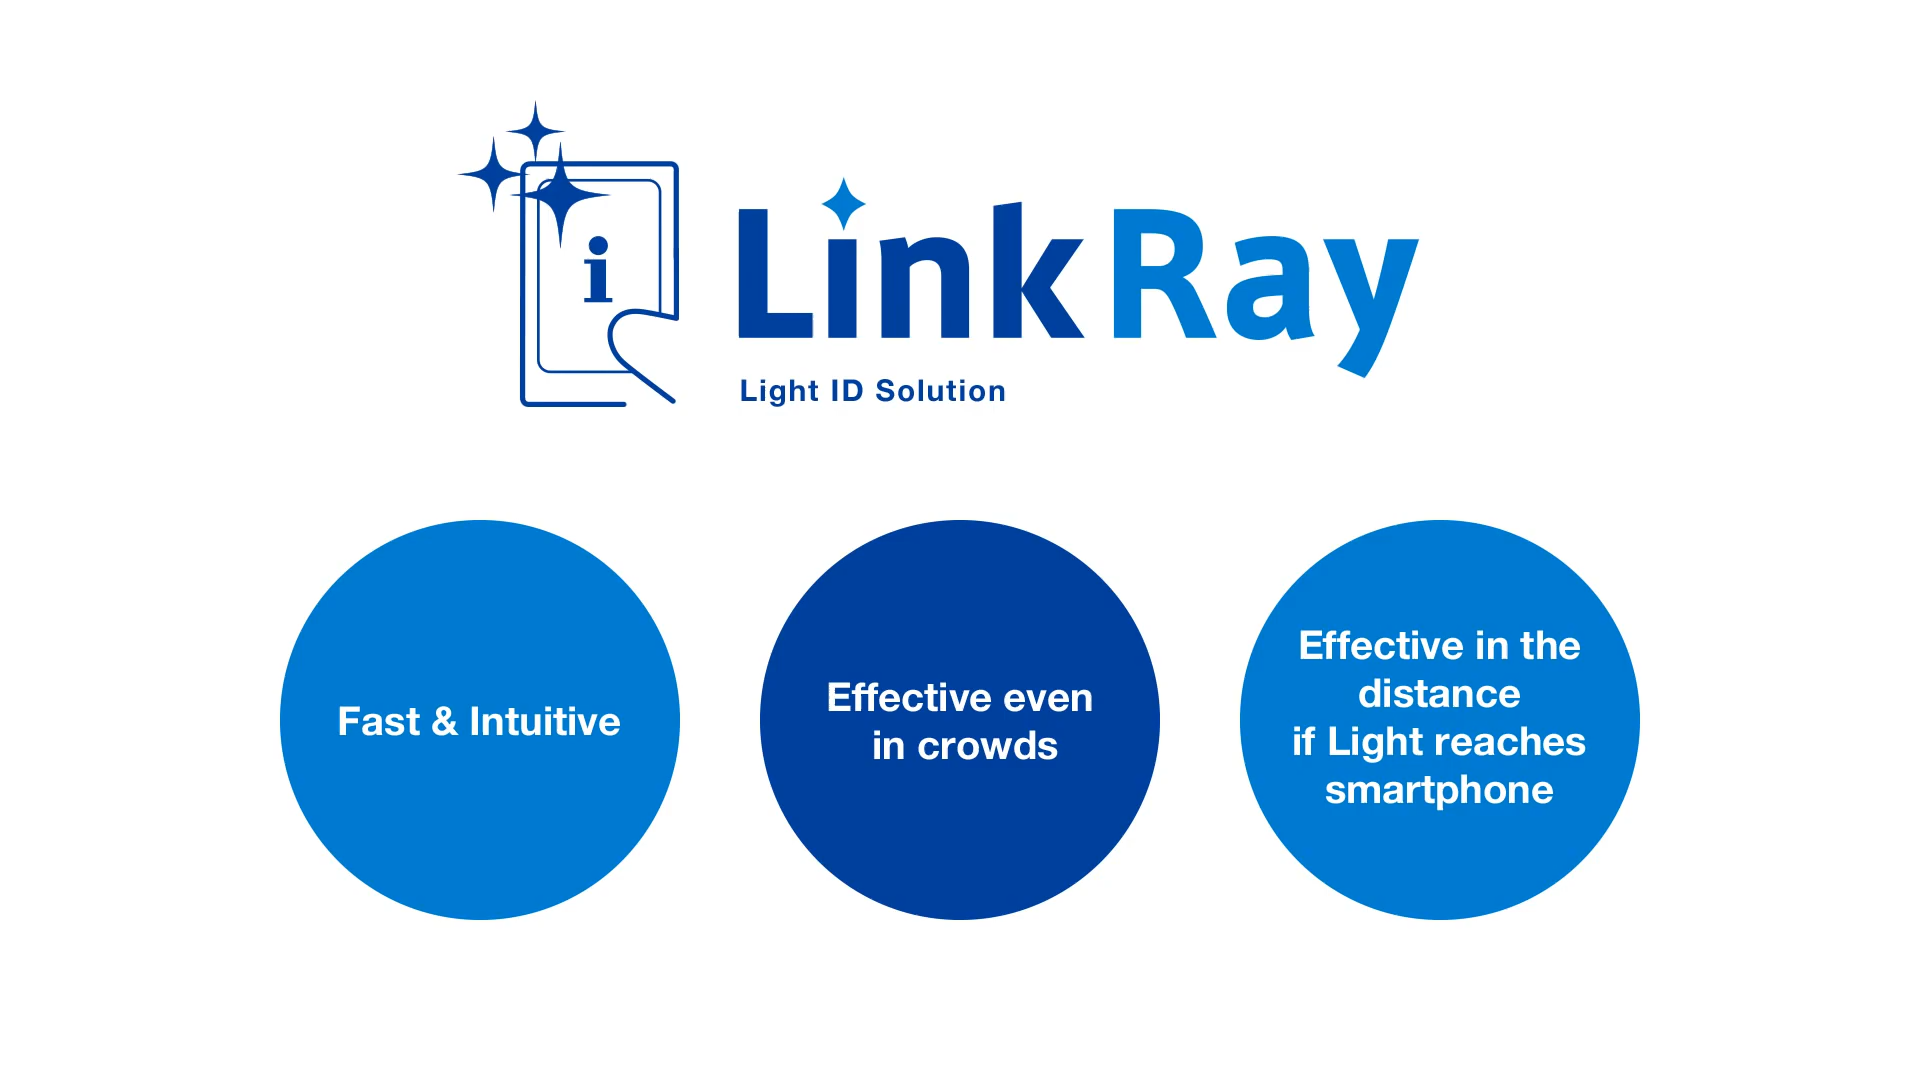 i
LinkRay
Light ID Solution
Fast & Intuitive
Effective even
in crowds
Effective in the
distance
if Light reaches
smartphone